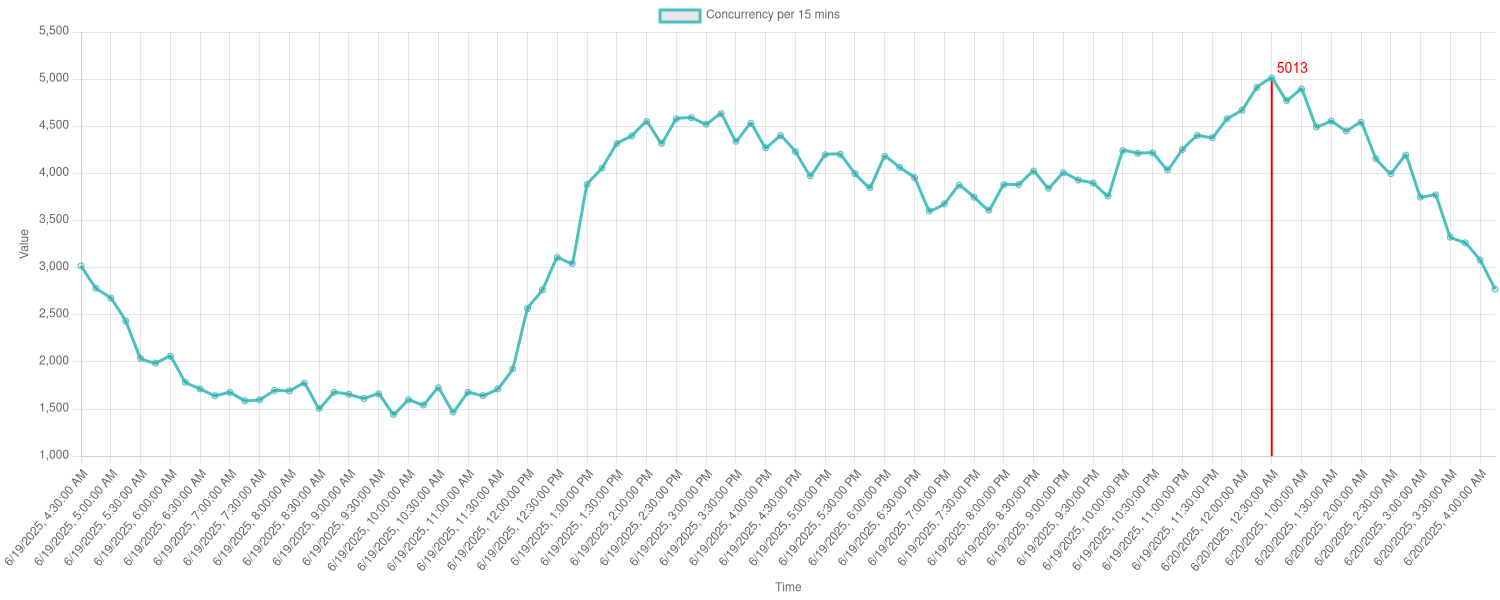 Concurrency per 15 mins
5,500
5,000
4,500
4,000
3,500
3,000
2,500
2,000
1,500
1,000
Value
5013
6/19/2025, 4:30:00 AM
6/19/2025, 5:00:00 AM
6/19/2025, 5:30:00 AM
6/19/2025, 6:00:00 AM
6/19/2025, 6:30:00 AM
6/19/2025, 7:00:00 AM
6/19/2025, 7:30:00 AM
6/19/2025, 8:00:00 AM
6/19/2025, 8:30:00 AM
6/19/2025, 9:00:00 AM
6/19/2025, 9:30:00 AM
6/19/2025, 10:00:00 AM
6/19/2025, 10:30:00 AM
6/19/2025, 11:00:00 AM
6/19/2025, 11:30:00 AM
6/19/2025, 12:00:00 PM
6/19/2025, 12:30:00 PM
6/19/2025, 1:00:00 PM
6/19/2025, 1:30:00 PM
6/19/2025, 2:00:00 PM
6/19/2025, 2:30:00 PM
6/19/2025, 3:00:00 PM
6/19/2025, 3:30:00 PM
6/19/2025, 4:00:00 PM
6/19/2025, 4:30:00 PM
6/19/2025, 5:00:00 PM
6/19/2025, 5:30:00 PM
6/19/2025, 6:00:00 PM
6/19/2025, 6:30:00 PM
6/19/2025, 7:00:00 PM
6/19/2025, 7:30:00 PM
6/19/2025, 8:00:00 PM
6/19/2025, 8:30:00 PM
6/19/2025, 9:00:00 PM
6/19/2025, 9:30:00 PM
6/19/2025, 10:00:00 PM
6/19/2025, 10:30:00 PM
6/19/2025, 11:00:00 PM
6/19/2025, 11:30:00 PM
6/20/2025, 12:00:00 AM
6/20/2025, 12:30:00 AM
6/20/2025, 1:00:00 AM
6/20/2025, 1:30:00 AM
6/20/2025, 2:00:00 AM
6/20/2025, 2:30:00 AM
6/20/2025, 3:00:00 AM
6/20/2025, 3:30:00 AM
6/20/2025, 4:00:00 AM
Time